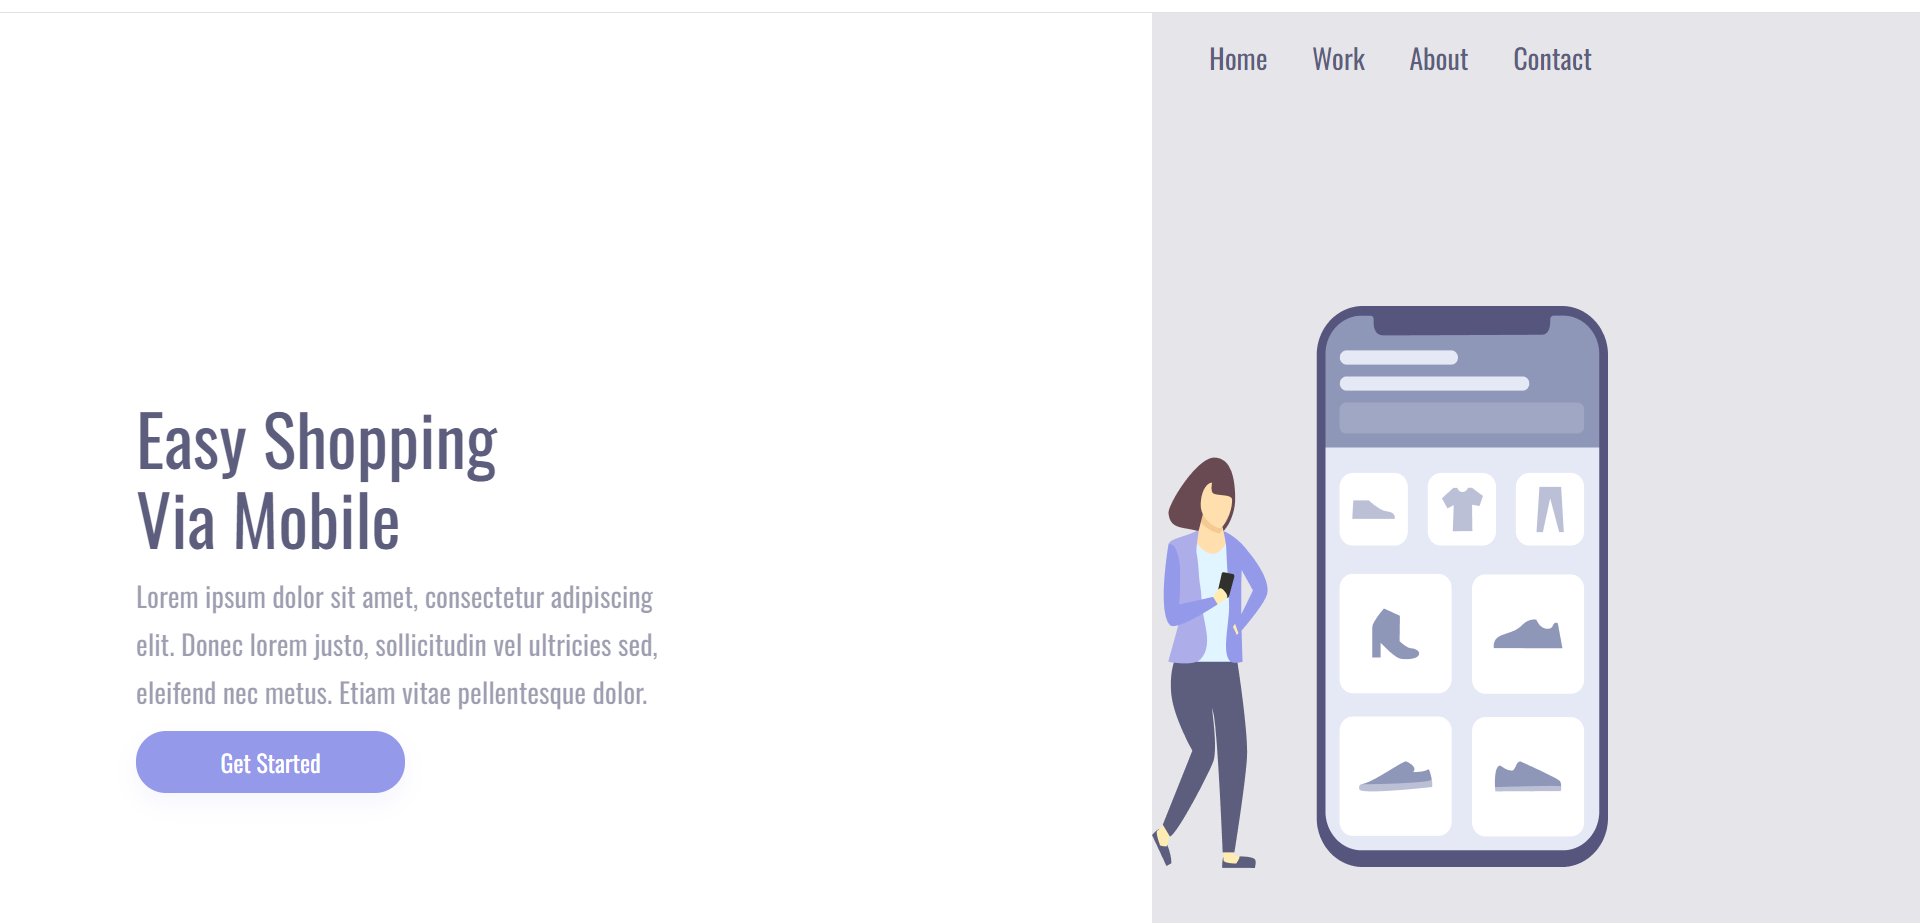 Home Work About Contact
Easy Shopping
Via Mobile
Lorem ipsum dolor sit amet, consectetur adipiscing
elit. Donec lorem justo, sollicitudin vel ultricies sed,
eleifend nec metus. Etiam vitae pellentesque dolor.
Get Started